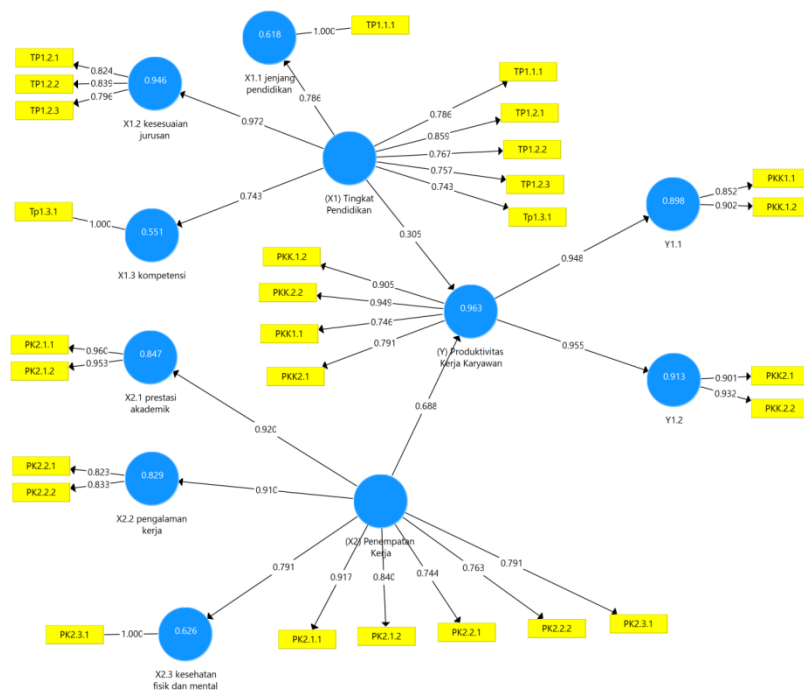 TP1.1.1
1.000
0.618
X1.1 jenjang
pendidikan
TP1.2.1
TP1.2.2
TP1.2.3
0.824
0.839
0.796
0.946
X1.2 kesesuaian
jurusan
0.786
0.972
0.743
Tp1.3.1
1.000
0.551
X1.3 kompetensi
(X1) Tingkat
Pendidikan
0.786
0.859
0.767
0.757
0.743
TP1.1.1
TP1.2.1
TP1.2.2
TP1.2.3
Tp1.3.1
0.305
PKK.1.2
PKK.2.2
PKK1.1
PKK2.1
0.905
0.949
0.746
0.791
0.963
(Y) Produktivitas
Kerja Karyawan
0.948
0.955
0.898
Y1.1
0.852
0.902
PKK1.1
PKK.1.2
0.913
Y1.2
0.901
0.932
PKK2.1
PKK.2.2
0.688
PK2.1.1
PK2.1.2
0.960
0.953
0.847
X2.1 prestasi
akademik
0.920
PK2.2.1
PK2.2.2
0.823
0.833
0.829
X2.2 pengalaman
kerja
0.910
(X2) Penempatan
Kerja
0.791
PK2.3.1
1.000
0.626
X2.3 kesehatan
fisik dan mental
0.917
0.840
0.744
0.763
0.791
PK2.1.1
PK2.1.2
PK2.2.1
PK2.2.2
PK2.3.1